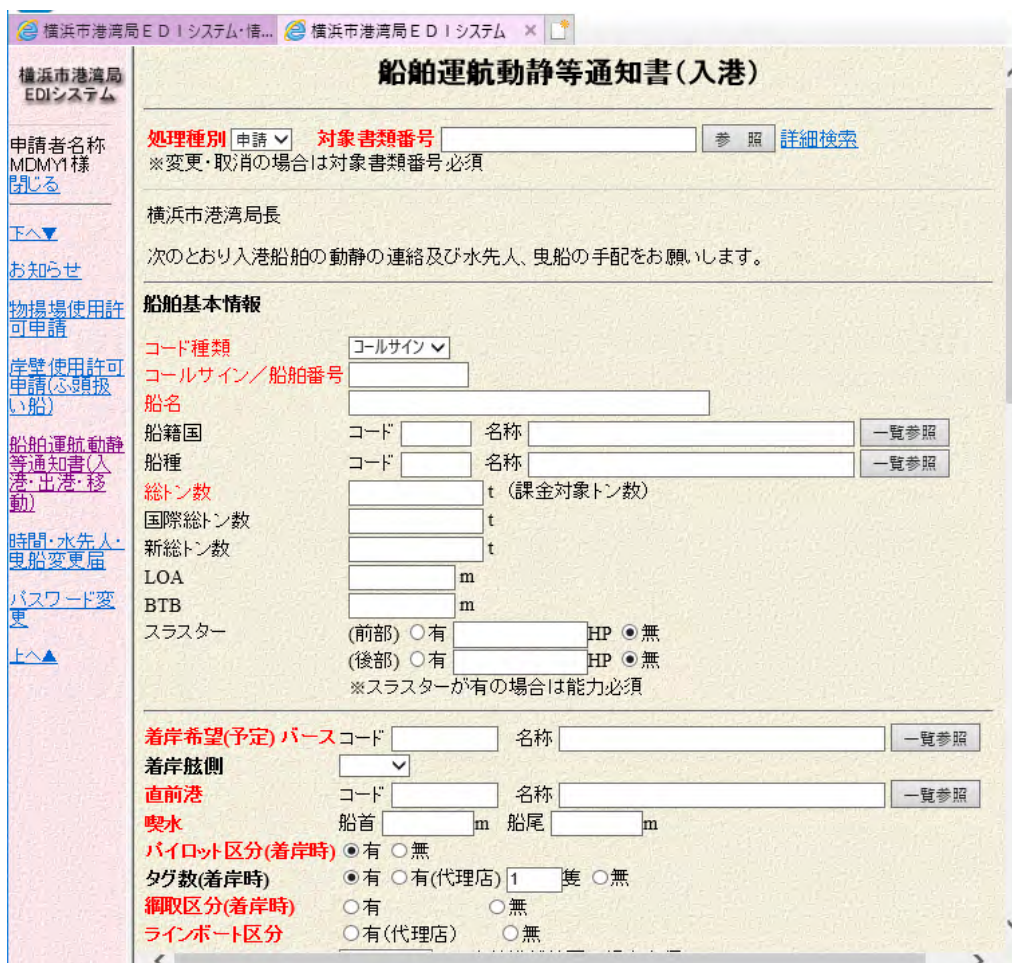 横浜市港湾局ＥＤＩシステム・情... 横浜市港湾局ＥＤＩシステム ×
横浜市港湾局
EDIシステム
申請者名称
MDMY1様
閉じる
下へ▼
お知らせ
物揚場使用許
可申請
岸壁使用許可
申請(ふ頭扱
い船)
船舶運航動静
等通知書(入
港・出港・移
動)
時間・水先人・
曳船変更届
パスワード変
更
上へ▲
船舶運航動静等通知書(入港)
処理種別 申請 対象書類番号 参 照 詳細検索
※変更・取消の場合は対象書類番号必須
横浜市港湾局長
次のとおり入港船舶の動静の連絡及び水先人、曳船の手配をお願いします。
船舶基本情報
コード種類 コールサイン
コールサイン／船舶番号
船名
船籍国 コード 名称 一覧参照
船種 コード 名称 一覧参照
総トン数 t (課金対象トン数)
国際総トン数 t
新総トン数 t
LOA m
BTB m
スラスター (前部) 有 HP 無
(後部) 有 HP 無
※スラスターが有の場合は能力必須
着岸希望(予定) バース コード 名称 一覧参照
着岸舷側
直前港 コード 名称 一覧参照
喫水 船首 m 船尾 m
パイロット区分(着岸時) 有 無
タグ数(着岸時) 有 有(代理店) 1 隻 無
綱取区分(着岸時) 有 無
ラインボート区分 有(代理店) 無